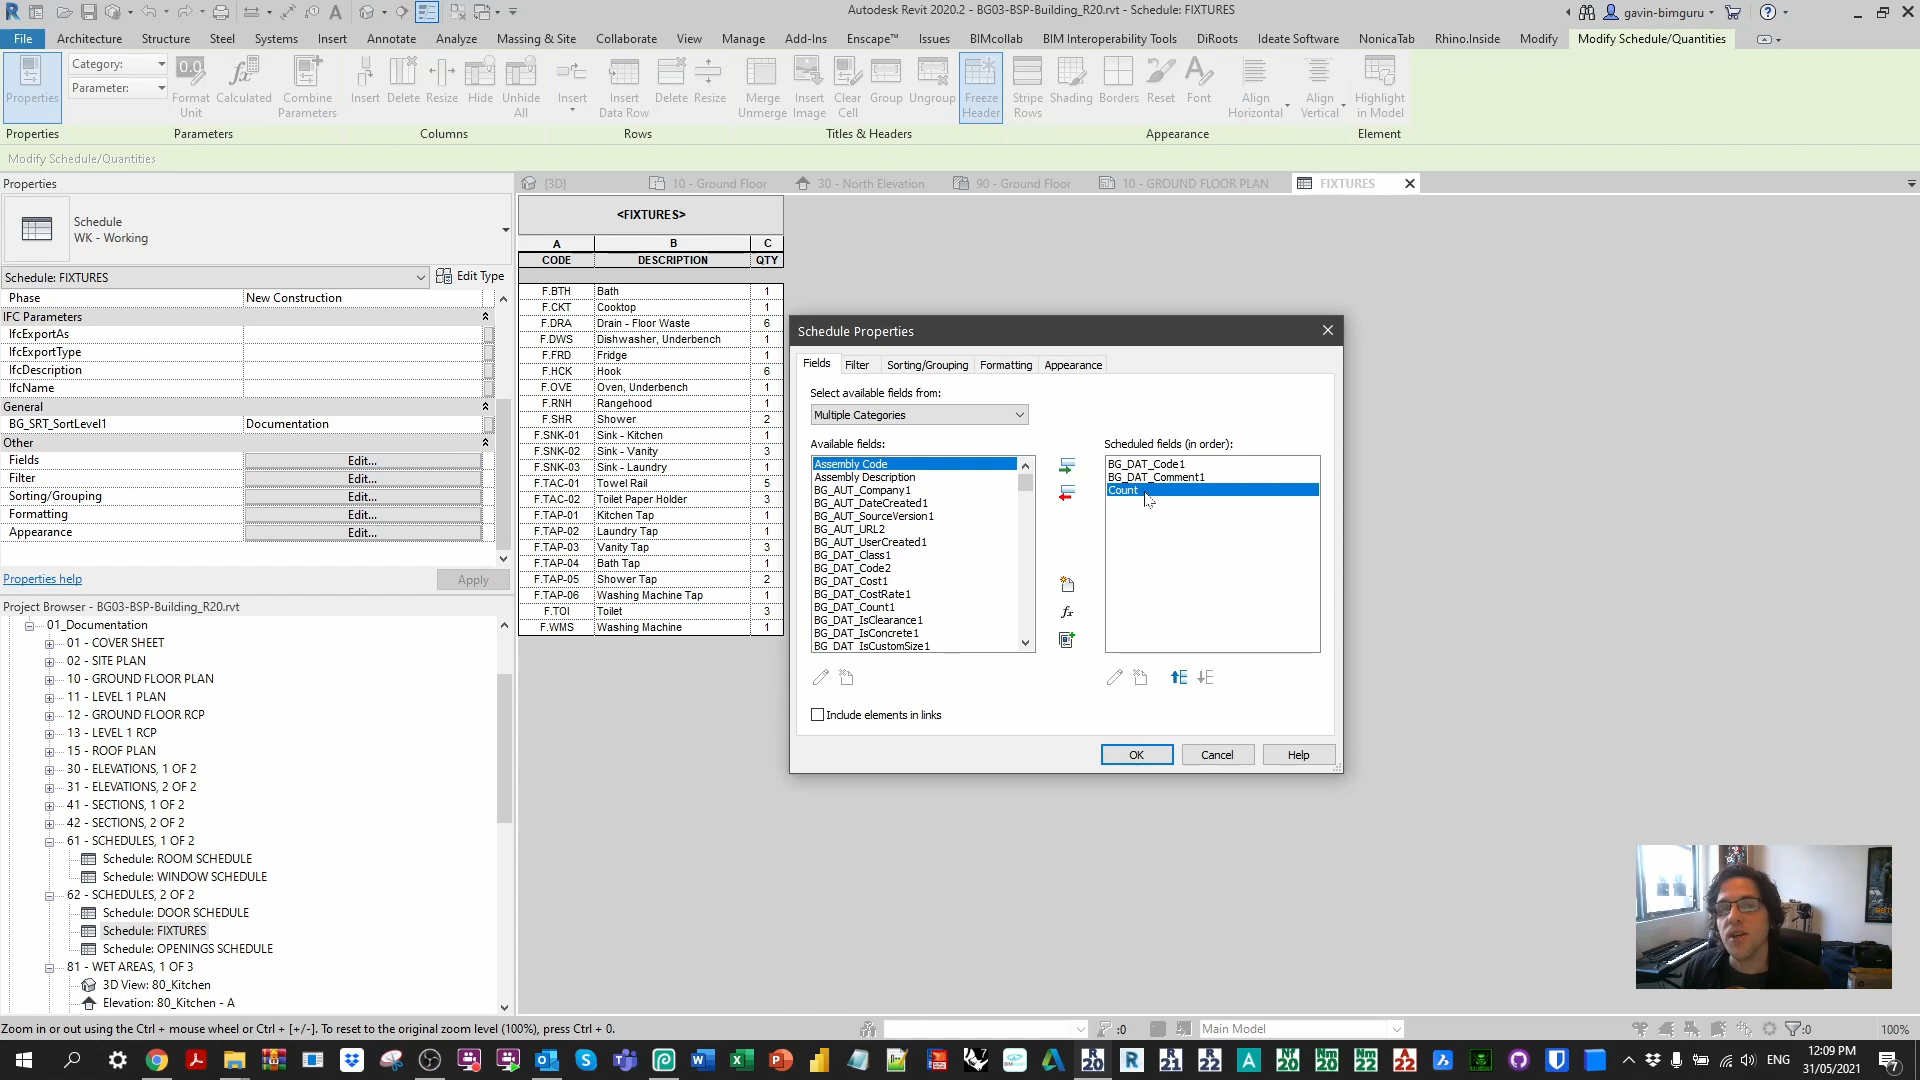 Autodesk Revit 2020.2 - BG03-BSP-Building_R20.rvt - Schedule: FIXTURES
gavin-bimguru
File Architecture Structure Steel Systems Insert Annotate Analyze Massing & Site Collaborate View Manage Add-Ins Enscape™ Issues BIMcollab BIM Interoperability Tools DiRoots Ideate Software NonicaTab Rhino.Inside Modify Modify Schedule/Quantities
Category:
Parameter:
Properties
Format Unit
Calculated
Combine Parameters
Insert Delete Resize Hide Unhide All
Insert
Insert Data Row
Delete Resize
Merge Unmerge
Insert Image
Clear Cell
Group Ungroup
Freeze Header
Stripe Rows
Shading Borders Reset Font
Align Horizontal
Align Vertical
Highlight in Model
Properties Parameters Columns Rows Titles & Headers Appearance Element
Modify Schedule/Quantities
Properties
Schedule
WK - Working
Schedule: FIXTURES
Edit Type
Phase New Construction
IFC Parameters
IfcExportAs
IfcExportType
IfcDescription
IfcName
General
BG_SRT_SortLevel1 Documentation
Other
Fields Edit...
Filter Edit...
Sorting/Grouping Edit...
Formatting Edit...
Appearance Edit...
Properties help
Apply
Project Browser - BG03-BSP-Building_R20.rvt
01_Documentation
01 - COVER SHEET
02 - SITE PLAN
10 - GROUND FLOOR PLAN
11 - LEVEL 1 PLAN
12 - GROUND FLOOR RCP
13 - LEVEL 1 RCP
15 - ROOF PLAN
30 - ELEVATIONS, 1 OF 2
31 - ELEVATIONS, 2 OF 2
41 - SECTIONS, 1 OF 2
42 - SECTIONS, 2 OF 2
61 - SCHEDULES, 1 OF 2
Schedule: ROOM SCHEDULE
Schedule: WINDOW SCHEDULE
62 - SCHEDULES, 2 OF 2
Schedule: DOOR SCHEDULE
Schedule: FIXTURES
Schedule: OPENINGS SCHEDULE
81 - WET AREAS, 1 OF 3
3D View: 80_Kitchen
Elevation: 80_Kitchen - A
{3D} 10 - Ground Floor 30 - North Elevation 90 - Ground Floor 10 - GROUND FLOOR PLAN FIXTURES
<FIXTURES>
A B C
CODE DESCRIPTION QTY
F.BTH Bath 1
F.CKT Cooktop 1
F.DRA Drain - Floor Waste 6
F.DWS Dishwasher, Underbench 1
F.FRD Fridge 1
F.HCK Hook 6
F.OVE Oven, Underbench 1
F.RNH Rangehood 1
F.SHR Shower 2
F.SNK-01 Sink - Kitchen 1
F.SNK-02 Sink - Vanity 3
F.SNK-03 Sink - Laundry 1
F.TAC-01 Towel Rail 5
F.TAC-02 Toilet Paper Holder 3
F.TAP-01 Kitchen Tap 1
F.TAP-02 Laundry Tap 1
F.TAP-03 Vanity Tap 3
F.TAP-04 Bath Tap 1
F.TAP-05 Shower Tap 2
F.TAP-06 Washing Machine Tap 1
F.TOI Toilet 3
F.WMS Washing Machine 1
Schedule Properties
Fields Filter Sorting/Grouping Formatting Appearance
Select available fields from:
Multiple Categories
Available fields:
Assembly Code
Assembly Description
BG_AUT_Company1
BG_AUT_DateCreated1
BG_AUT_SourceVersion1
BG_AUT_URL2
BG_AUT_UserCreated1
BG_DAT_Class1
BG_DAT_Code2
BG_DAT_Cost1
BG_DAT_CostRate1
BG_DAT_Count1
BG_DAT_IsClearance1
BG_DAT_IsConcrete1
BG_DAT_IsCustomSize1
Scheduled fields (in order):
BG_DAT_Code1
BG_DAT_Comment1
Count
Include elements in links
OK Cancel Help
Zoom in or out using the Ctrl + mouse wheel or Ctrl + [+/-]. To reset to the original zoom level (100%), press Ctrl + 0.
:0
Main Model
:0
100%
ENG
12:09 PM
31/05/2021
7